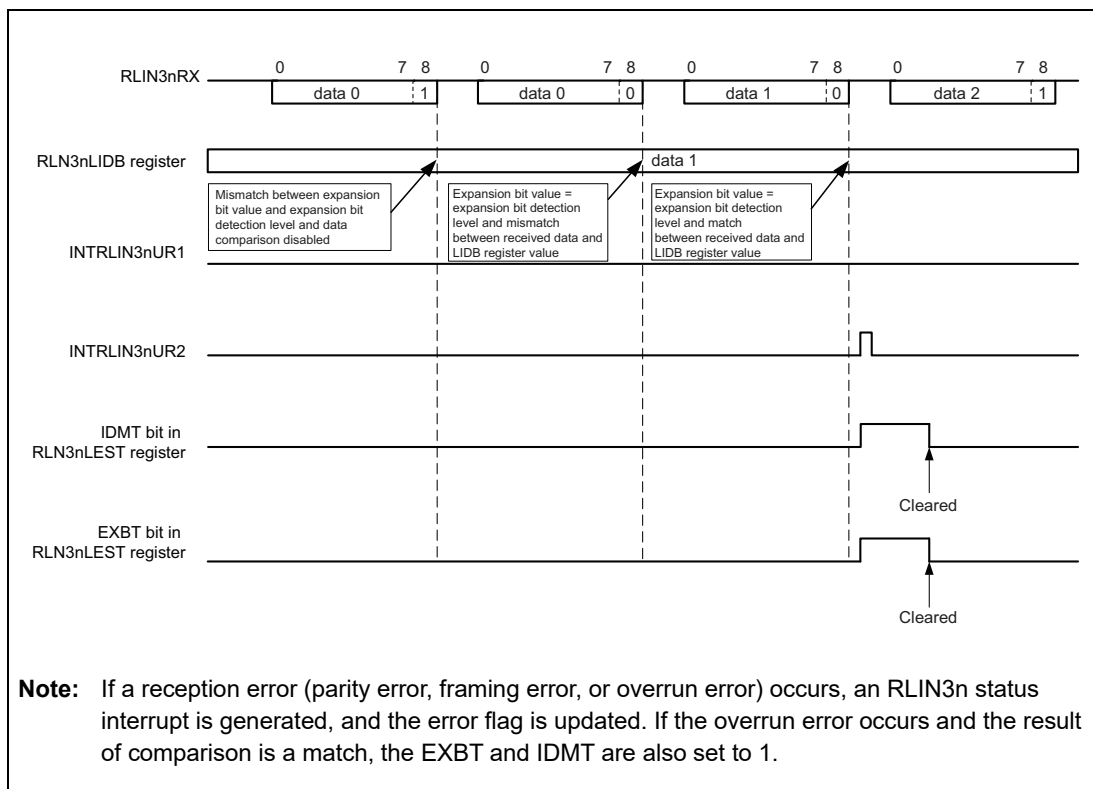 0 7 8 0 7 8 0 7 8 0 7 8
RLIN3nRX
data 0 1 data 0 0 data 1 0 data 2 1
RLN3nLIDB register
data 1
Mismatch between expansion
bit value and expansion bit
detection level and data
comparison disabled
Expansion bit value =
expansion bit detection
level and mismatch
between received data and
LIDB register value
Expansion bit value =
expansion bit detection
level and match
between received data and
LIDB register value
INTRLIN3nUR1
INTRLIN3nUR2
IDMT bit in
RLN3nLEST register
Cleared
EXBT bit in
RLN3nLEST register
Cleared
Note: If a reception error (parity error, framing error, or overrun error) occurs, an RLIN3n status
interrupt is generated, and the error flag is updated. If the overrun error occurs and the result
of comparison is a match, the EXBT and IDMT are also set to 1.